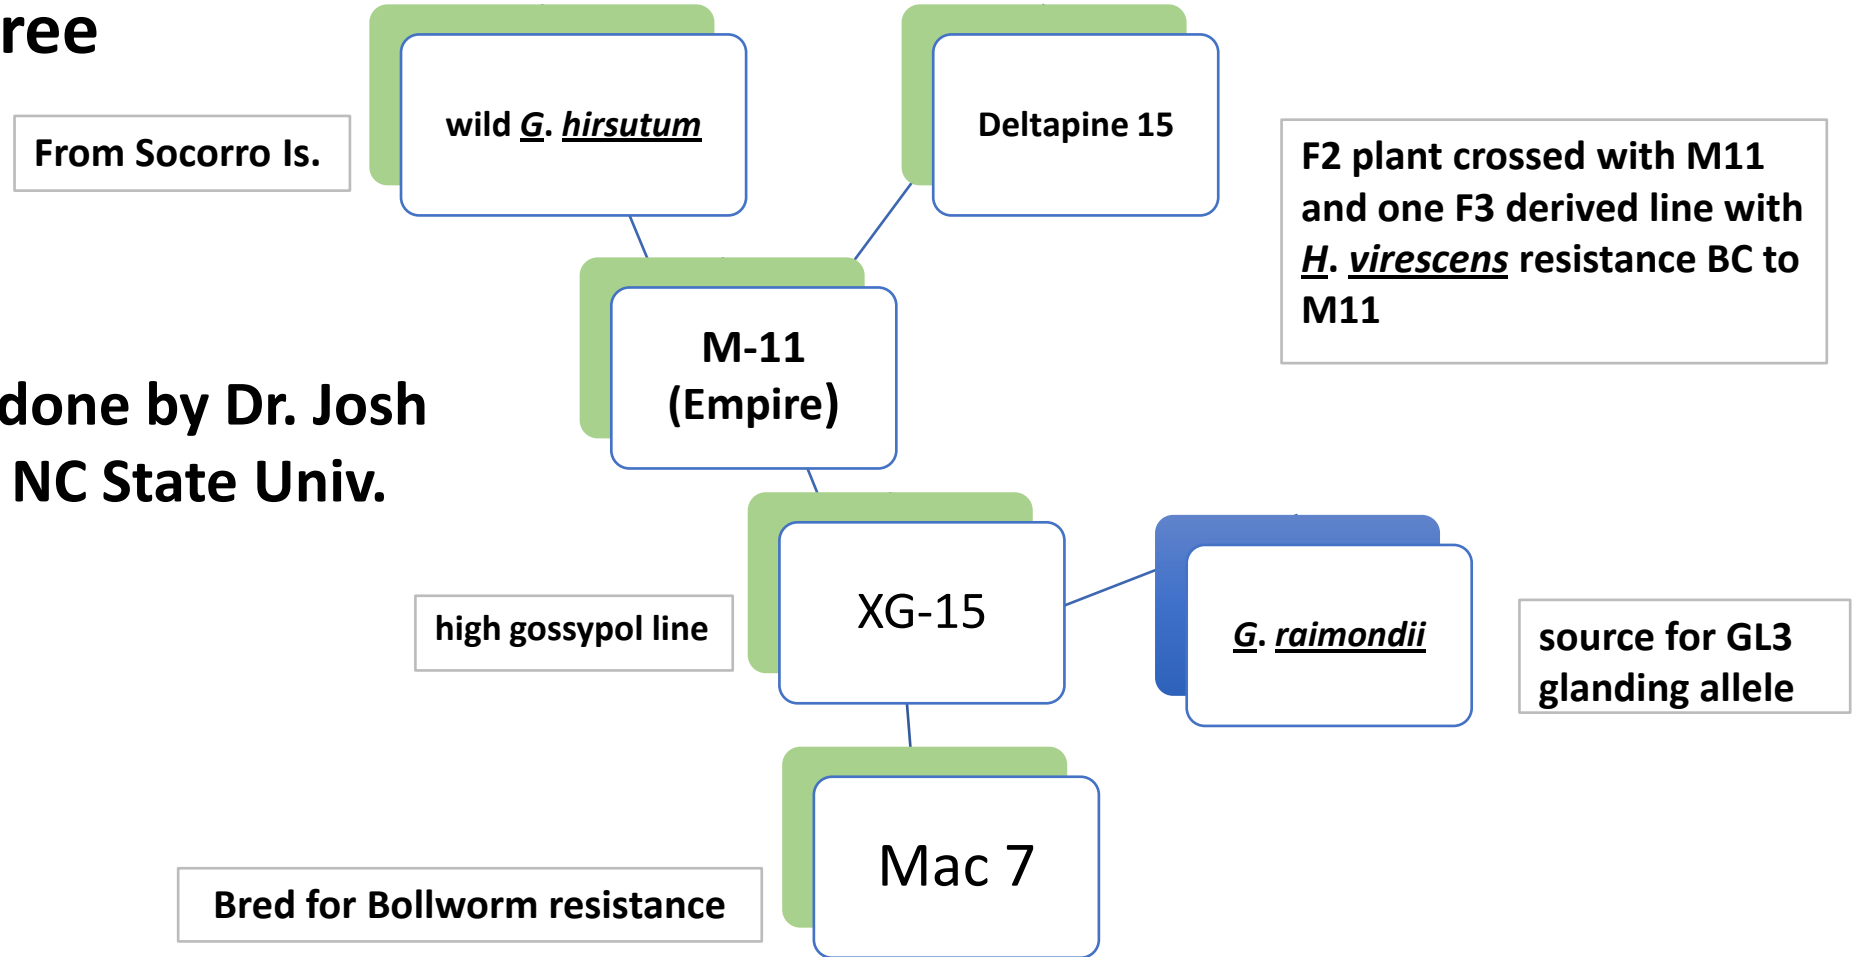 ree
wild G. hirsutum
Deltapine 15
From Socorro Is.
F2 plant crossed with M11
and one F3 derived line with
H. virescens resistance BC to
M11
M-11
(Empire)
done by Dr. Josh
NC State Univ.
XG-15
high gossypol line
G. raimondii
source for GL3
glanding allele
Mac 7
Bred for Bollworm resistance